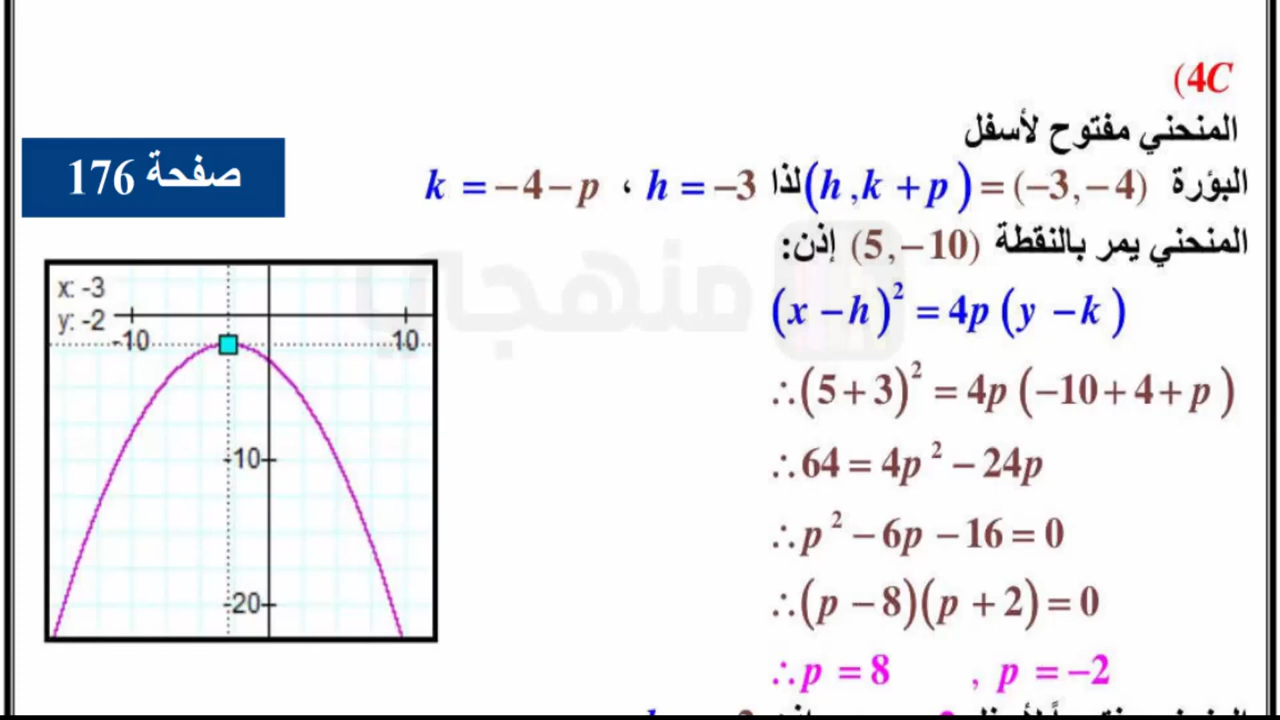 (4C
المنحني مفتوح لأسفل
صفحة 176
البؤرة (h ,k + p) = (−3,−4) لذا h = −3 ، k = −4 − p
المنحني يمر بالنقطة (5,−10) إذن:
منهجي
(x − h)² = 4p (y − k)
∴(5+3)² = 4p (−10+4+p)
∴64 = 4p² − 24p
∴p² − 6p − 16 = 0
∴(p − 8)(p + 2) = 0
∴p = 8 , p = −2
x: -3
y: -2
-10 10
-10
-20